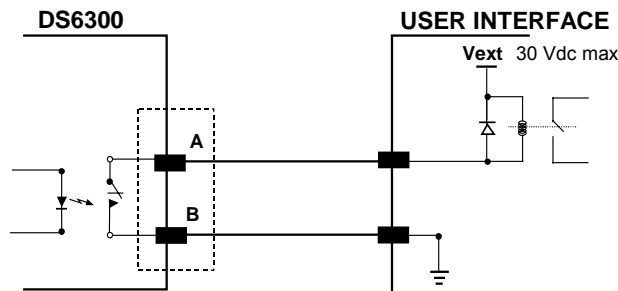 DS6300
USER INTERFACE
Vext 30 Vdc max
A
B